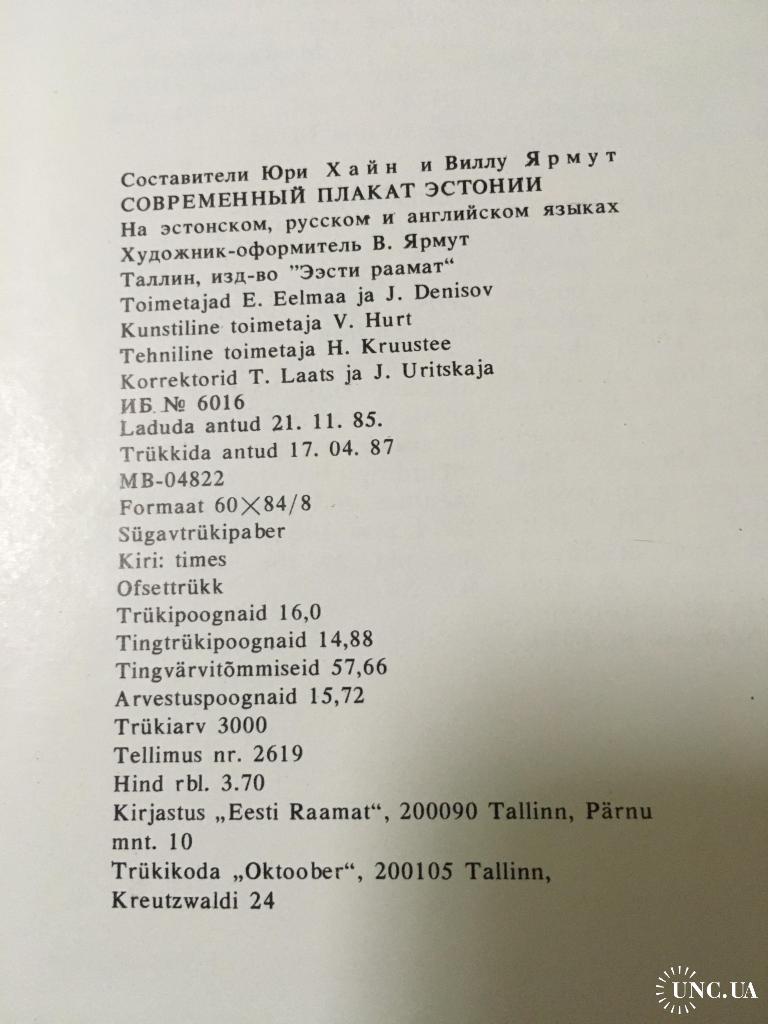 Составители Юри Хайн и Виллу Ярмут
СОВРЕМЕННЫЙ ПЛАКАТ ЭСТОНИИ
На эстонском, русском и английском языках
Художник-оформитель В. Ярмут
Таллин, изд-во "Ээсти раамат“
Toimetajad E. Eelmaa ja J. Denisov
Kunstiline toimetaja V. Hurt
Tehniline toimetaja H. Kruustee
Korrektorid T. Laats ja J. Uritskaja
ИБ № 6016
Laduda antud 21. 11. 85.
Trükkida antud 17. 04. 87
MB-04822
Formaat 60×84/8
Sügavtrükipaber
Kiri: times
Ofsettrükk
Trükipoognaid 16,0
Tingtrükipoognaid 14,88
Tingvärvitõmmiseid 57,66
Arvestuspoognaid 15,72
Trükiarv 3000
Tellimus nr. 2619
Hind rbl. 3.70
Kirjastus „Eesti Raamat“, 200090 Tallinn, Pärnu
mnt. 10
Trükikoda „Oktoober“, 200105 Tallinn,
Kreutzwaldi 24
UNC.UA